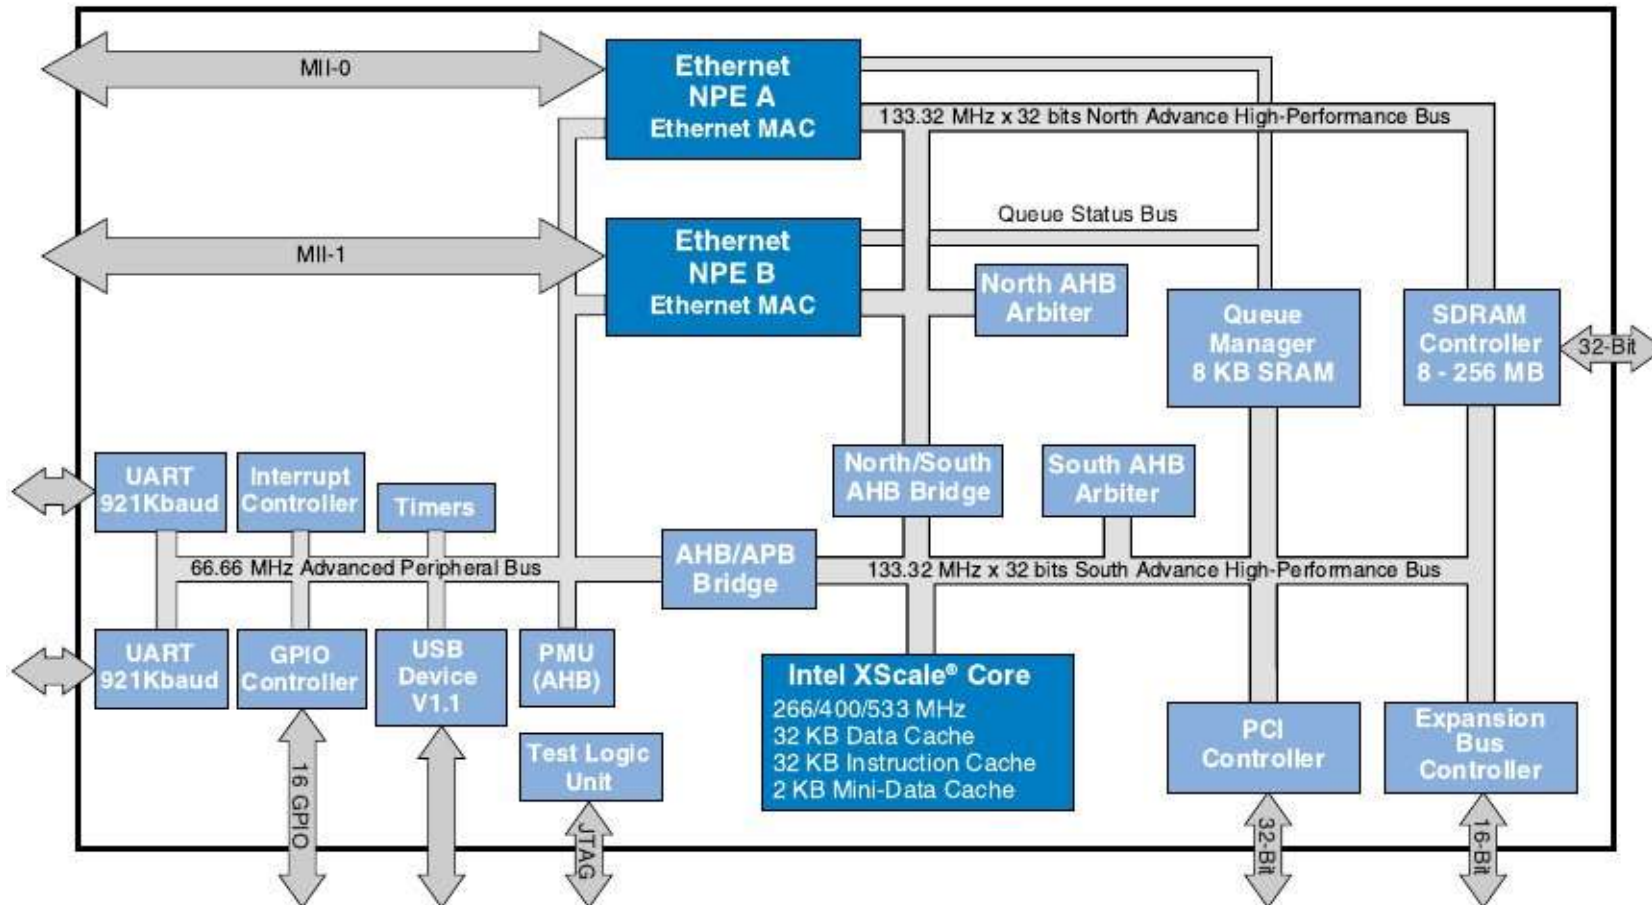 MII-0
Ethernet
NPE A
Ethernet MAC
133.32 MHz x 32 bits North Advance High-Performance Bus
Queue Status Bus
MII-1
Ethernet
NPE B
Ethernet MAC
North AHB
Arbiter
Queue
Manager
8 KB SRAM
SDRAM
Controller
8 - 256 MB
32-Bit
UART
921Kbaud
Interrupt
Controller
Timers
North/South
AHB Bridge
South AHB
Arbiter
66.66 MHz Advanced Peripheral Bus
AHB/APB
Bridge
133.32 MHz x 32 bits South Advance High-Performance Bus
UART
921Kbaud
GPIO
Controller
USB
Device
V1.1
PMU
(AHB)
Test Logic
Unit
Intel XScale® Core
266/400/533 MHz
32 KB Data Cache
32 KB Instruction Cache
2 KB Mini-Data Cache
PCI
Controller
Expansion
Bus
Controller
16 GPIO
JTAG
32-Bit
16-Bit